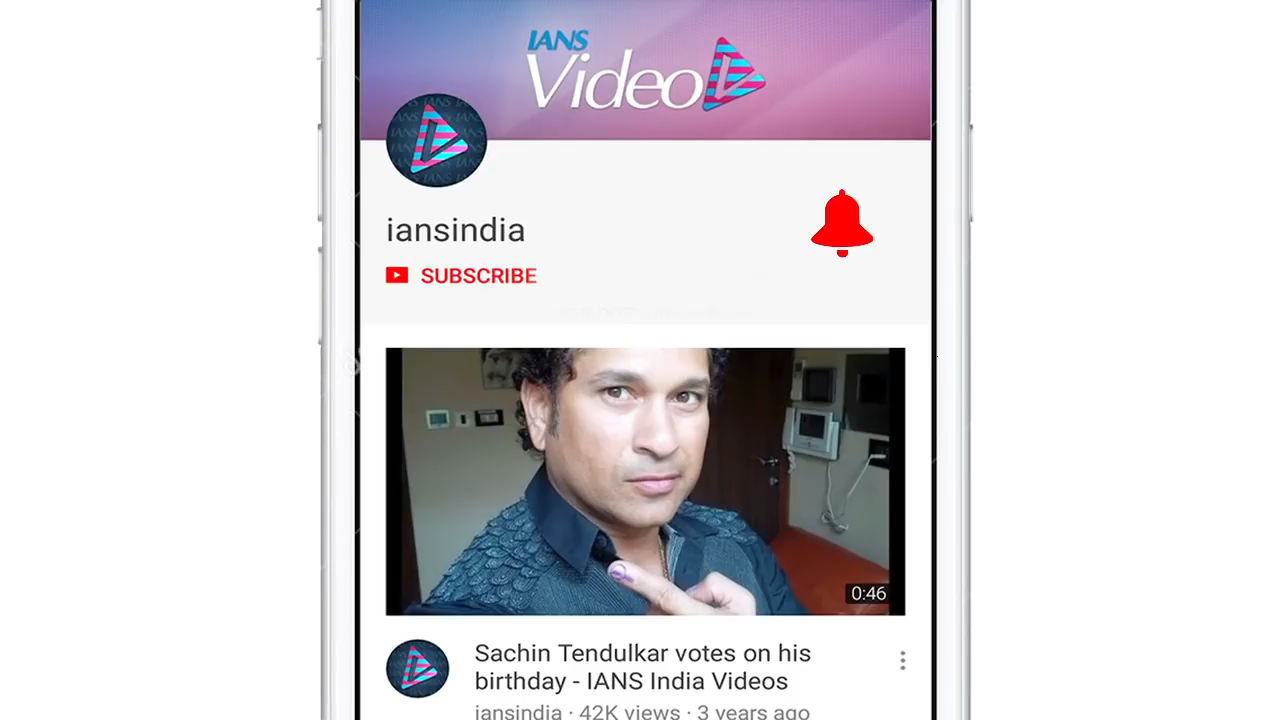 IANS
Video
iansindia
SUBSCRIBE
0:46
Sachin Tendulkar votes on his
birthday - IANS India Videos
iansindia · 42K views · 3 years ago